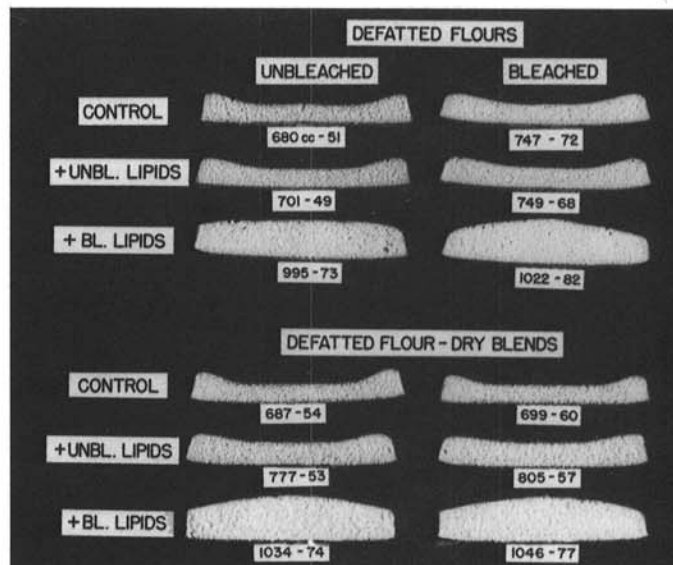 DEFATTED FLOURS
UNBLEACHED BLEACHED
CONTROL
680 cc - 51 747 - 72
+UNBL. LIPIDS
701 - 49 749 - 68
+ BL. LIPIDS
995 - 73 1022 - 82
DEFATTED FLOUR - DRY BLENDS
CONTROL
687 - 54 699 - 60
+UNBL. LIPIDS
777 - 53 805 - 57
+ BL. LIPIDS
1034 - 74 1046 - 77